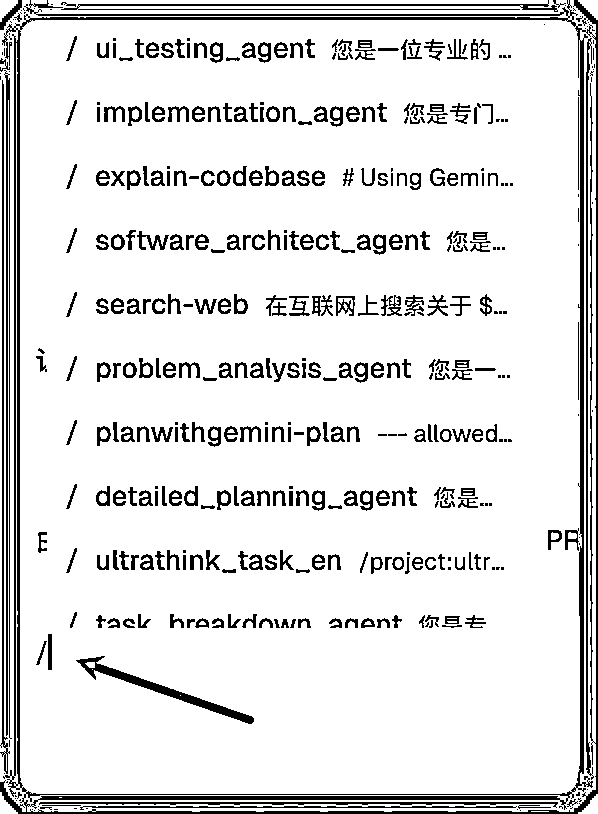 / ui_testing_agent 您是一位专业的 ...
/ implementation_agent 您是专门...
/ explain-codebase # Using Gemin...
/ software_architect_agent 您是...
/ search-web 在互联网上搜索关于 $...
/ problem_analysis_agent 您是一...
/ planwithgemini-plan --- allowed...
/ detailed_planning_agent 您是...
PR
/ ultrathink_task_en /project:ultr...
/ task_breakdown_agent 您是专
/